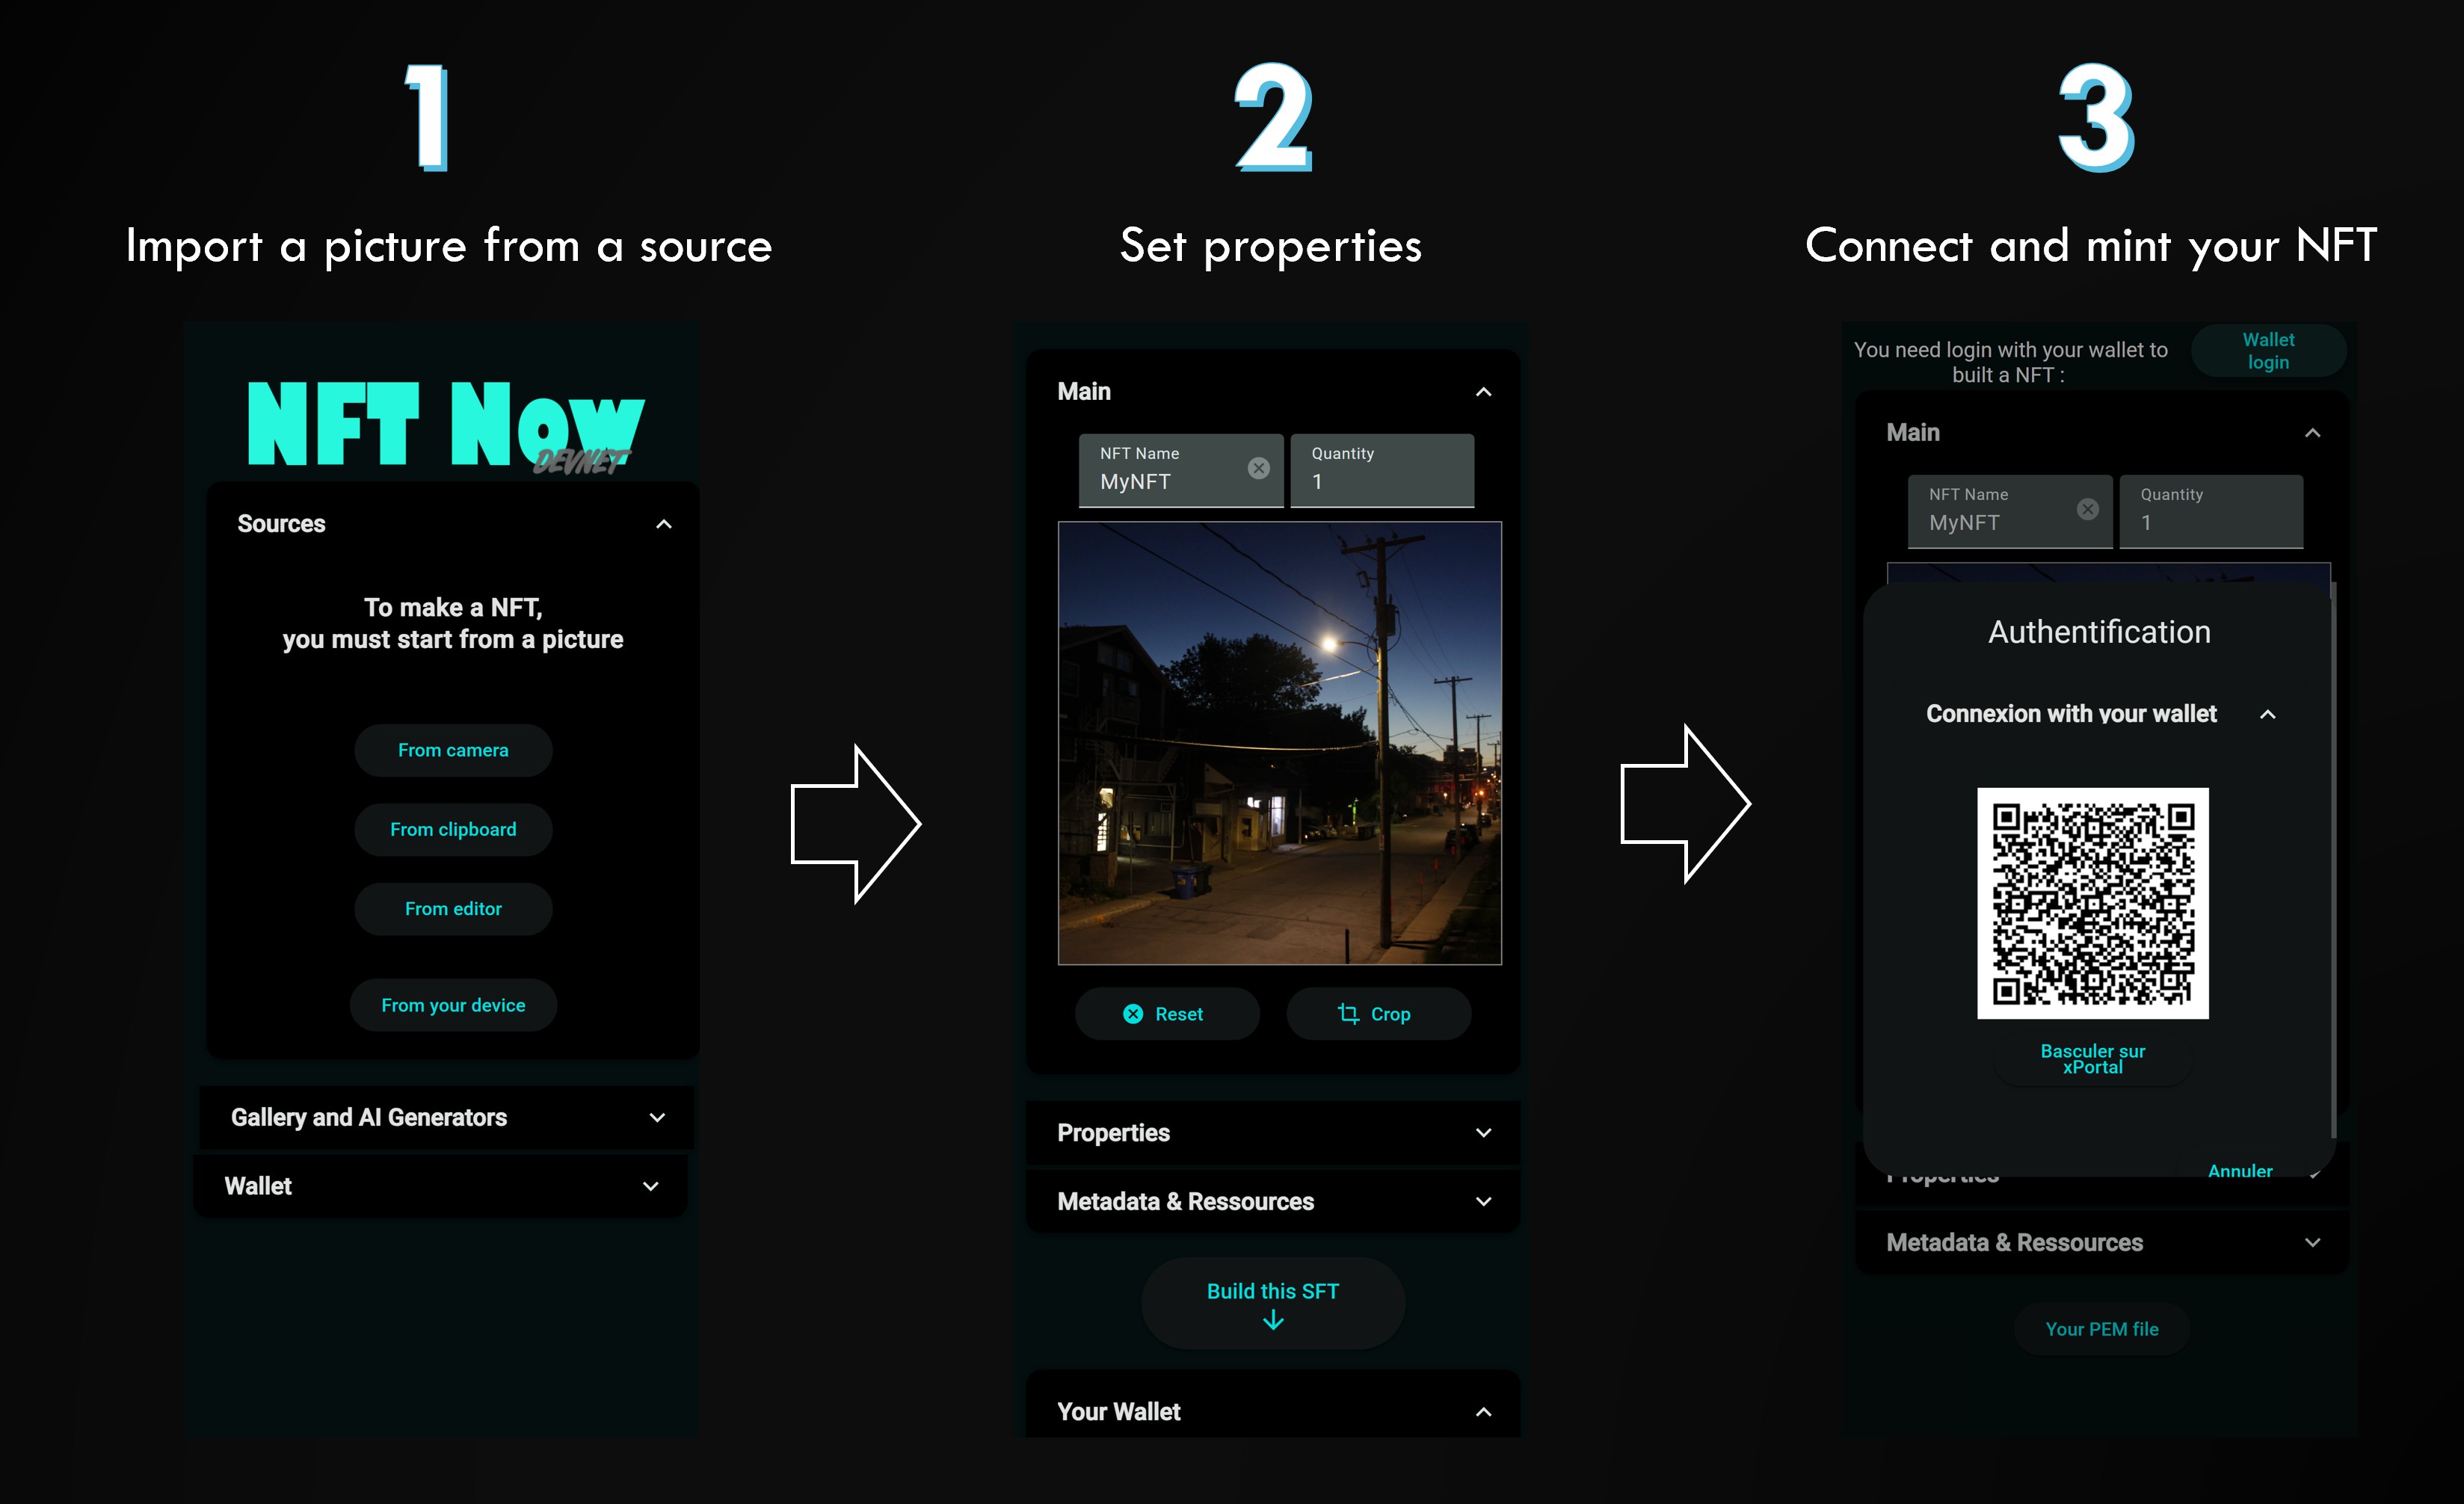 1
Import a picture from a source
NFT Now
DEVNET
Sources
To make a NFT,
you must start from a picture
From camera
From clipboard
From editor
From your device
Gallery and AI Generators
Wallet
2
Set properties
Main
NFT Name
MyNFT
Quantity
1
Reset
Crop
Properties
Metadata & Ressources
Build this SFT
Your Wallet
3
Connect and mint your NFT
You need login with your wallet to
built a NFT :
Wallet
login
Main
NFT Name
MyNFT
Quantity
1
Authentification
Connexion with your wallet
Basculer sur
xPortal
Annuler
Properties
Metadata & Ressources
Your PEM file